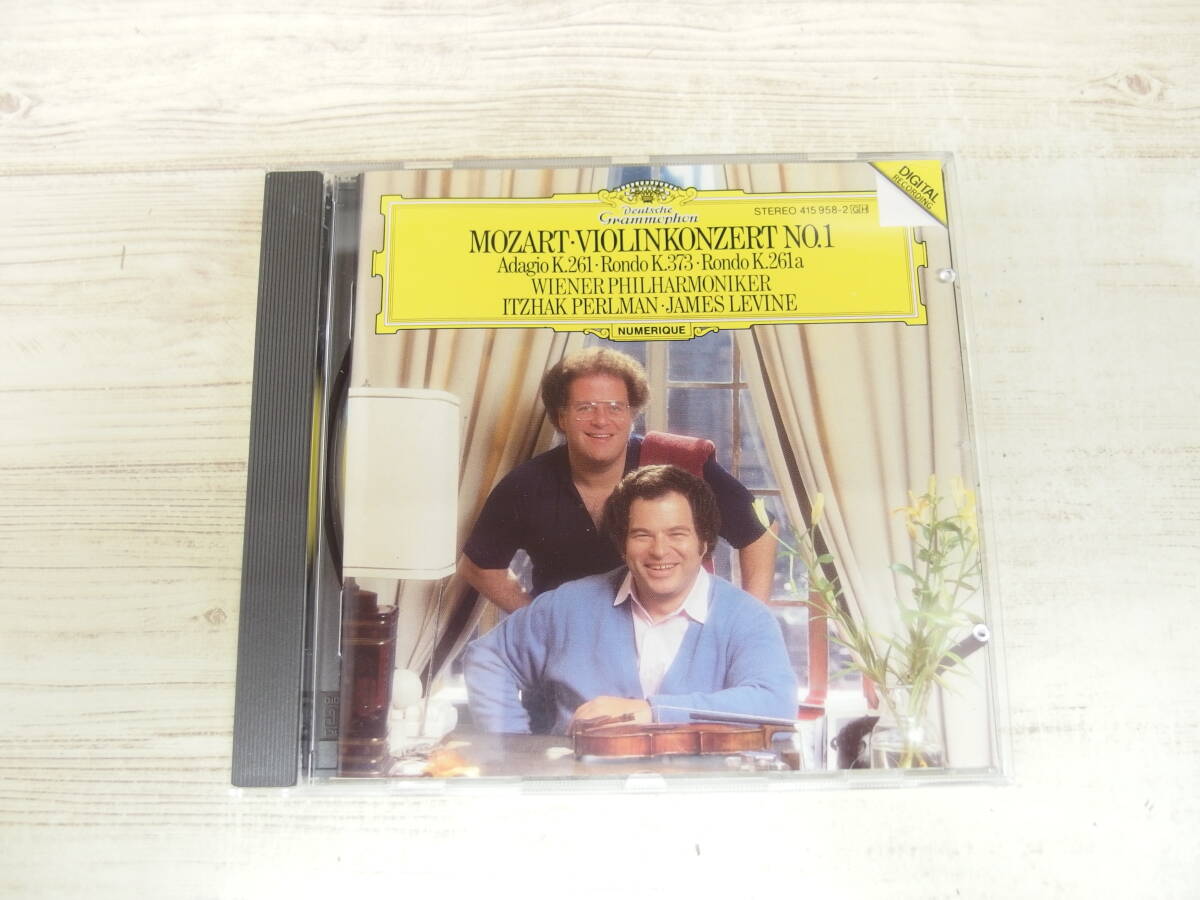 DIGITAL
RECORDING
Deutsche
Grammophon
STEREO 415 958-2 GH
MOZART·VIOLINKONZERT NO.1
Adagio K.261·Rondo K.373·Rondo K.261a
WIENER PHILHARMONIKER
ITZHAK PERLMAN·JAMES LEVINE
NUMERIQUE